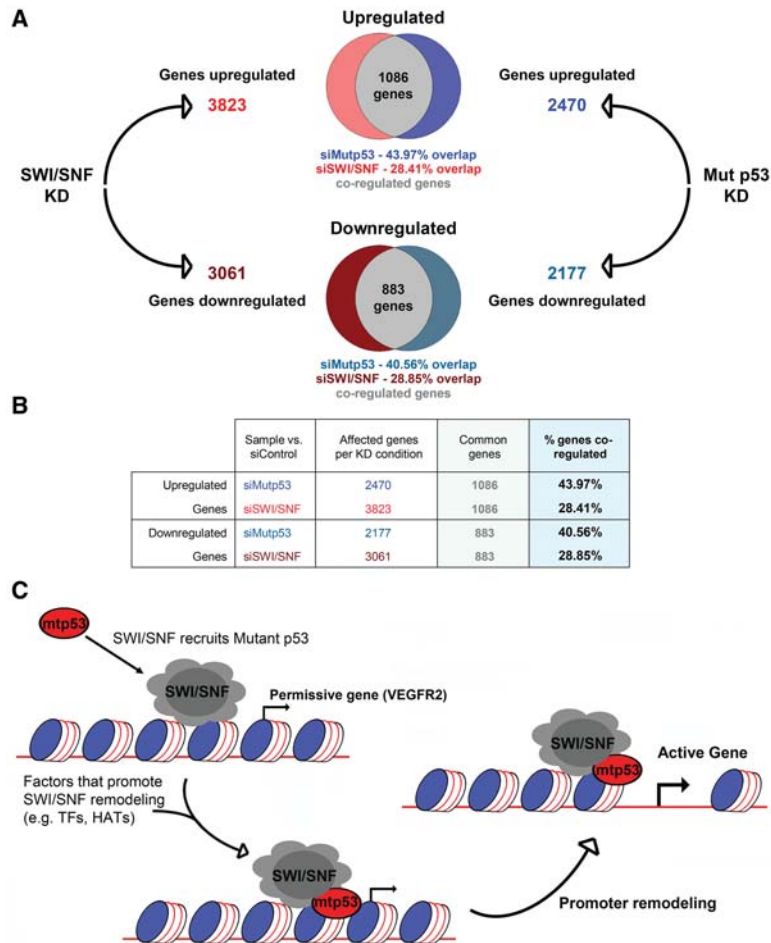 A
Upregulated
Genes upregulated
3823
1086
genes
Genes upregulated
2470
siMutp53 - 43.97% overlap
siSWI/SNF - 28.41% overlap
co-regulated genes
SWI/SNF
KD
Mut p53
KD
Downregulated
3061
Genes downregulated
883
genes
2177
Genes downregulated
siMutp53 - 40.56% overlap
siSWI/SNF - 28.85% overlap
co-regulated genes
B
Sample vs.
siControl
Affected genes
per KD condition
Common
genes
% genes co-
regulated
Upregulated siMutp53 2470 1086 43.97%
Genes siSWI/SNF 3823 1086 28.41%
Downregulated siMutp53 2177 883 40.56%
Genes siSWI/SNF 3061 883 28.85%
C
mtp53
SWI/SNF recruits Mutant p53
SWI/SNF
Permissive gene (VEGFR2)
Factors that promote
SWI/SNF remodeling
(e.g. TFs, HATs)
SWI/SNF
mtp53
Promoter remodeling
SWI/SNF
mtp53
Active Gene